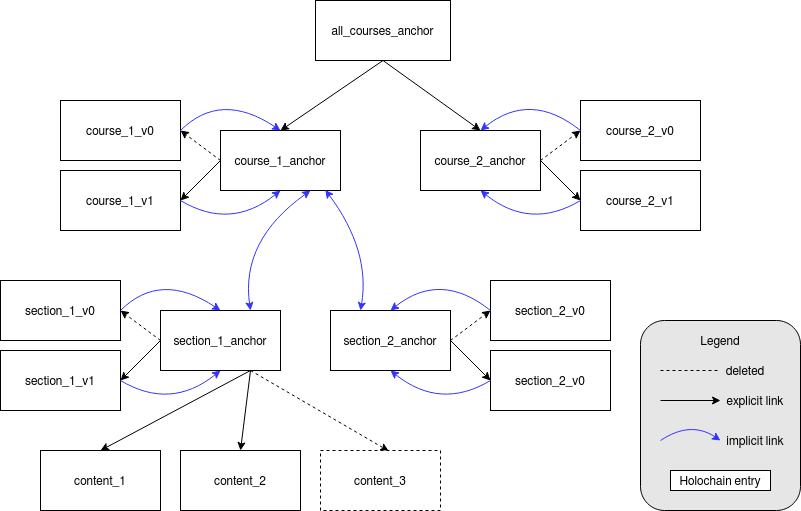 all_courses_anchor
course_1_v0
course_2_v0
course_1_anchor
course_2_anchor
course_1_v1
course_2_v1
section_1_v0
section_2_v0
section_1_anchor
section_2_anchor
section_1_v1
section_2_v0
content_1
content_2
content_3
Legend
deleted
explicit link
implicit link
Holochain entry